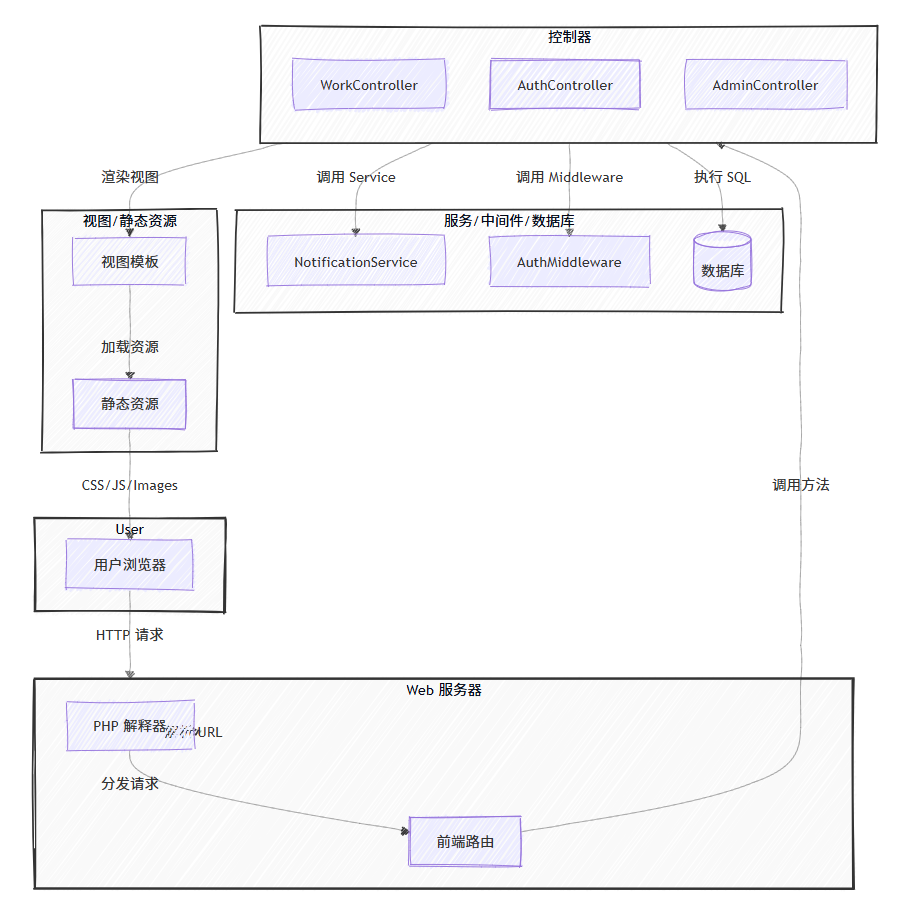 控制器
WorkController
AuthController
AdminController
渲染视图
调用 Service
调用 Middleware
执行 SQL
视图/静态资源
服务/中间件/数据库
视图模板
NotificationService
AuthMiddleware
数据库
加载资源
静态资源
CSS/JS/Images
调用方法
User
用户浏览器
HTTP 请求
Web 服务器
PHP 解释器
URL
分发请求
前端路由